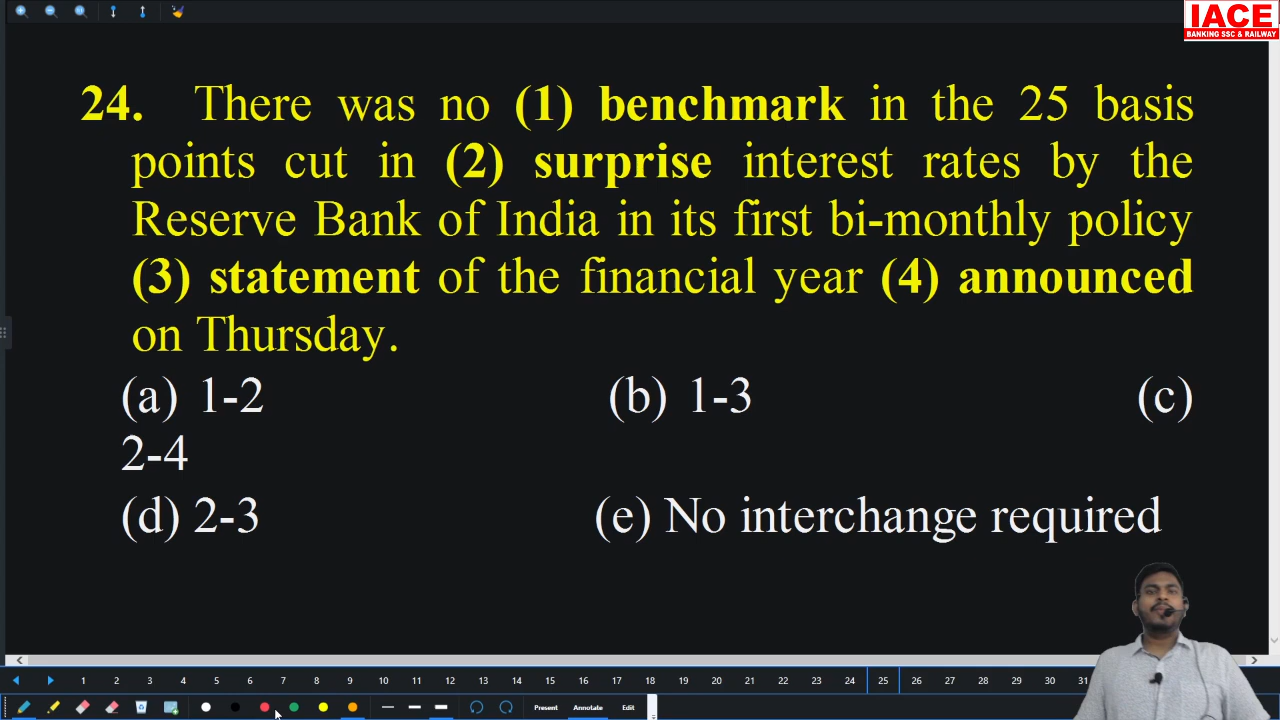 IACE
BANKING SSC & RAILWAY
24. There was no (1) benchmark in the 25 basis
points cut in (2) surprise interest rates by the
Reserve Bank of India in its first bi-monthly policy
(3) statement of the financial year (4) announced
on Thursday.
(a) 1-2 (b) 1-3 (c)
2-4
(d) 2-3 (e) No interchange required
1 2 3 4 5 6 7 8 9 10 11 12 13 14 15 16 17 18 19 20 21 22 23 24 25 26 27 28 29 30 31
Present Annotate Edit